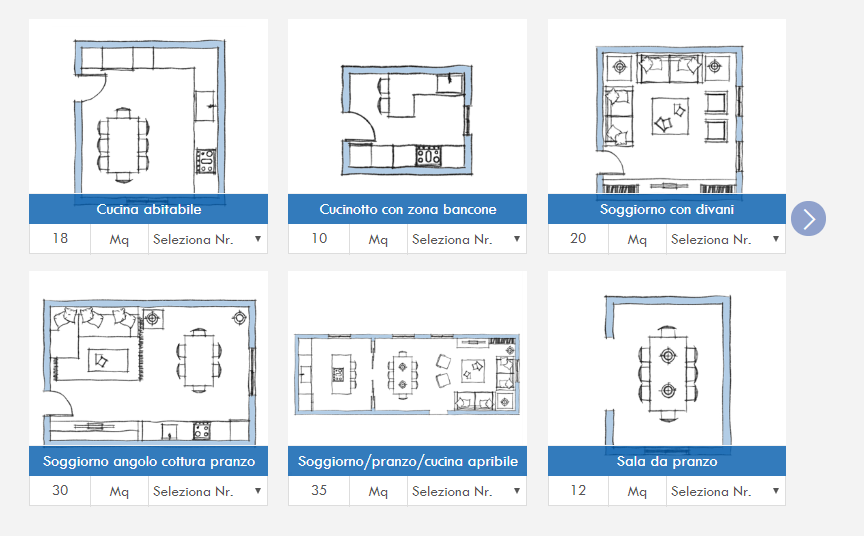 Cucina abitabile
18 Mq Seleziona Nr.
Cucinotto con zona bancone
10 Mq Seleziona Nr.
Soggiorno con divani
20 Mq Seleziona Nr.
Soggiorno angolo cottura pranzo
30 Mq Seleziona Nr.
Soggiorno/pranzo/cucina apribile
35 Mq Seleziona Nr.
Sala da pranzo
12 Mq Seleziona Nr.